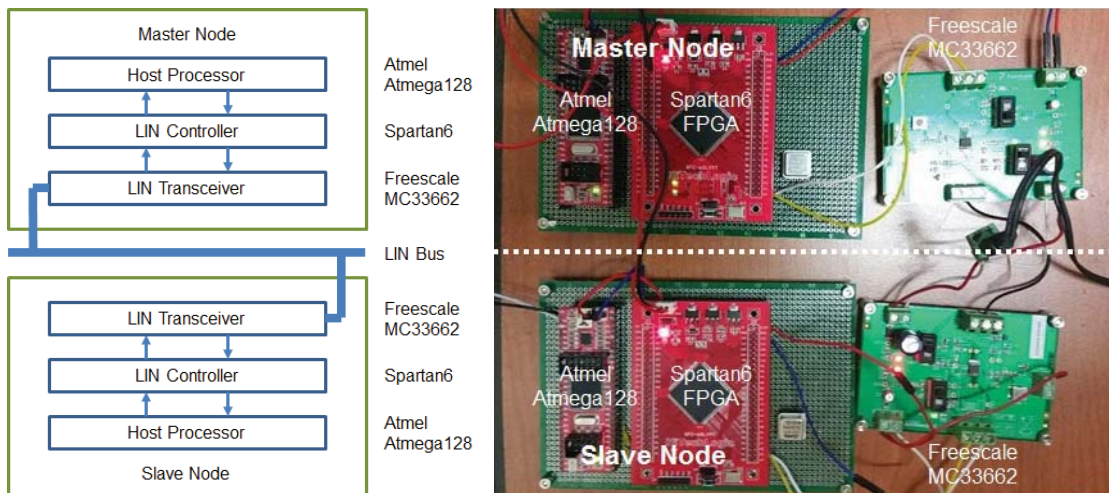 Master Node
Host Processor
Atmel
Atmega128
LIN Controller
Spartan6
LIN Transceiver
Freescale
MC33662
LIN Bus
LIN Transceiver
Freescale
MC33662
LIN Controller
Spartan6
Host Processor
Atmel
Atmega128
Slave Node
Master Node
Atmel
Atmega128
Spartan6
FPGA
Freescale
MC33662
Atmel
Atmega128
Spartan6
FPGA
Slave Node
Freescale
MC33662